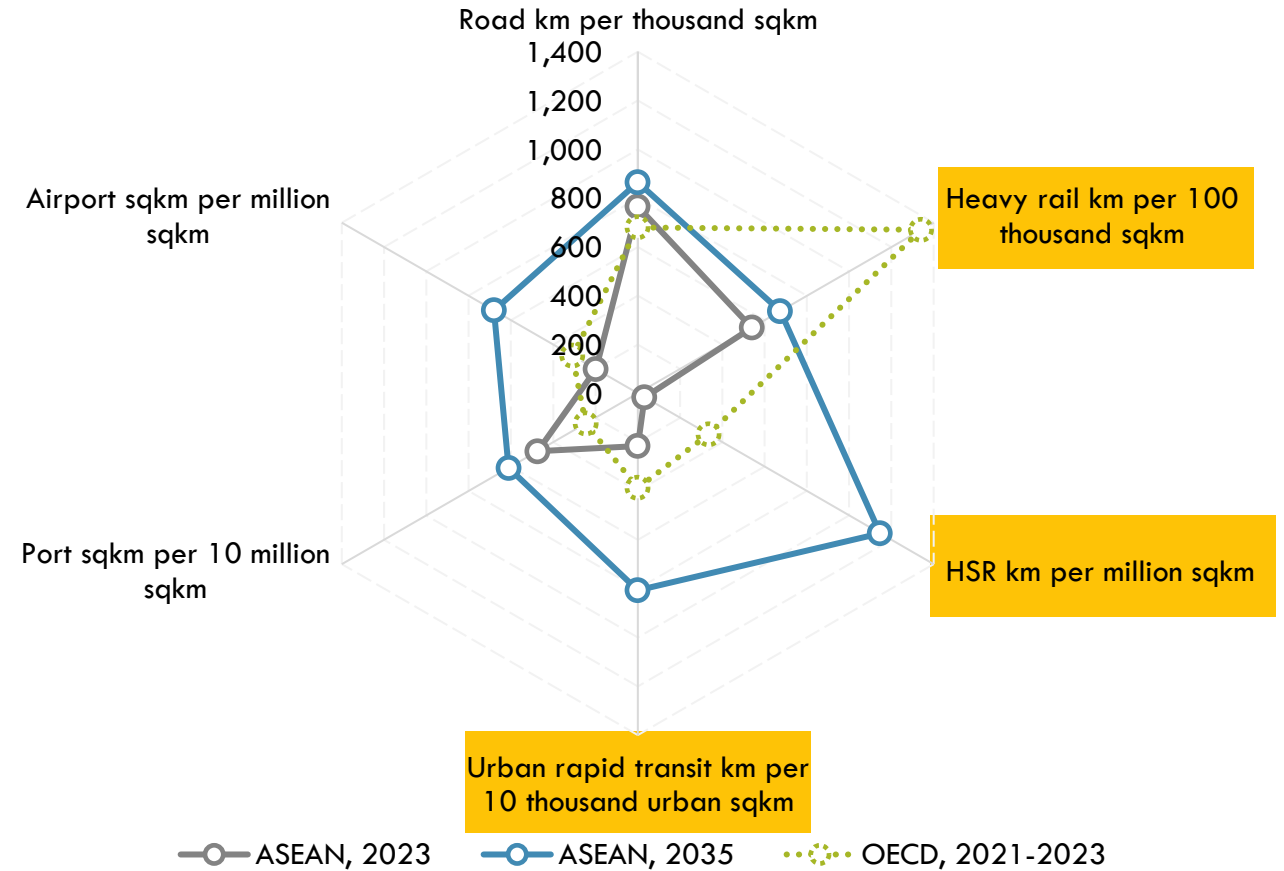 Road km per thousand sqkm
1,400
1,200
1,000
800
600
400
200
0
Heavy rail km per 100
thousand sqkm
HSR km per million sqkm
Urban rapid transit km per
10 thousand urban sqkm
Port sqkm per 10 million
sqkm
Airport sqkm per million
sqkm
ASEAN, 2023
ASEAN, 2035
OECD, 2021-2023